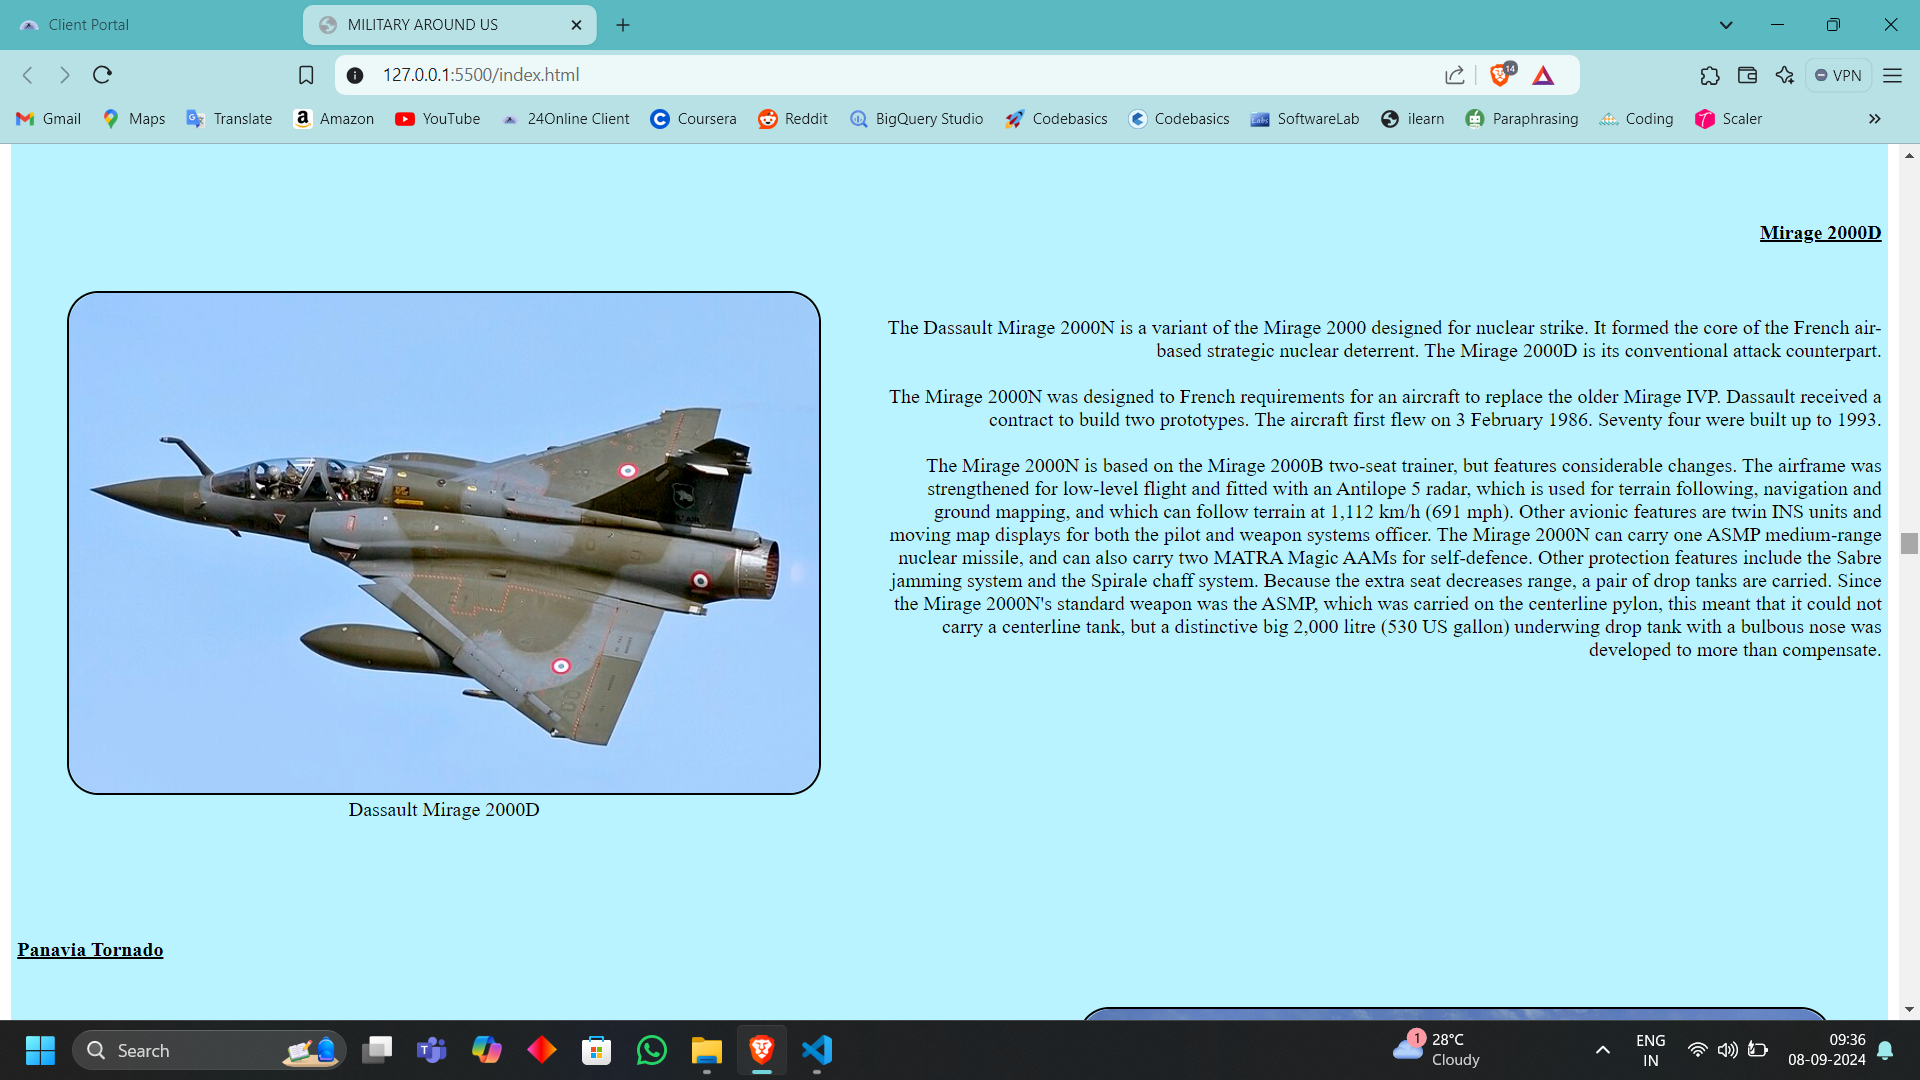 Client Portal
MILITARY AROUND US
127.0.0.1:5500/index.html
14
VPN
Gmail
Maps
Translate
Amazon
YouTube
24Online Client
Coursera
Reddit
BigQuery Studio
Codebasics
Codebasics
SoftwareLab
ilearn
Paraphrasing
Coding
Scaler
Mirage 2000D
The Dassault Mirage 2000N is a variant of the Mirage 2000 designed for nuclear strike. It formed the core of the French air-
based strategic nuclear deterrent. The Mirage 2000D is its conventional attack counterpart.
The Mirage 2000N was designed to French requirements for an aircraft to replace the older Mirage IVP. Dassault received a
contract to build two prototypes. The aircraft first flew on 3 February 1986. Seventy four were built up to 1993.
The Mirage 2000N is based on the Mirage 2000B two-seat trainer, but features considerable changes. The airframe was
strengthened for low-level flight and fitted with an Antilope 5 radar, which is used for terrain following, navigation and
ground mapping, and which can follow terrain at 1,112 km/h (691 mph). Other avionic features are twin INS units and
moving map displays for both the pilot and weapon systems officer. The Mirage 2000N can carry one ASMP medium-range
nuclear missile, and can also carry two MATRA Magic AAMs for self-defence. Other protection features include the Sabre
jamming system and the Spirale chaff system. Because the extra seat decreases range, a pair of drop tanks are carried. Since
the Mirage 2000N's standard weapon was the ASMP, which was carried on the centerline pylon, this meant that it could not
carry a centerline tank, but a distinctive big 2,000 litre (530 US gallon) underwing drop tank with a bulbous nose was
developed to more than compensate.
Dassault Mirage 2000D
Panavia Tornado
Search
1
28°C
Cloudy
ENG
IN
09:36
08-09-2024